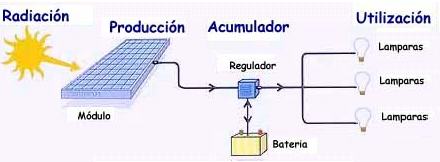 Radiación
Producción
Acumulador
Utilización
Módulo
Regulador
Bateria
Lamparas
Lamparas
Lamparas